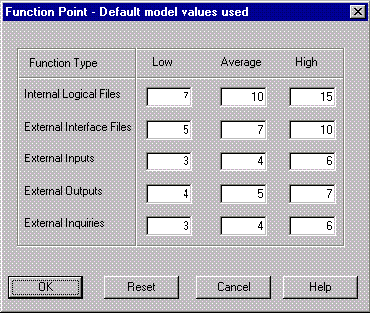 Function Point - Default model values used
Function Type Low Average High
Internal Logical Files 7 10 15
External Interface Files 5 7 10
External Inputs 3 4 6
External Outputs 4 5 7
External Inquiries 3 4 6
OK Reset Cancel Help